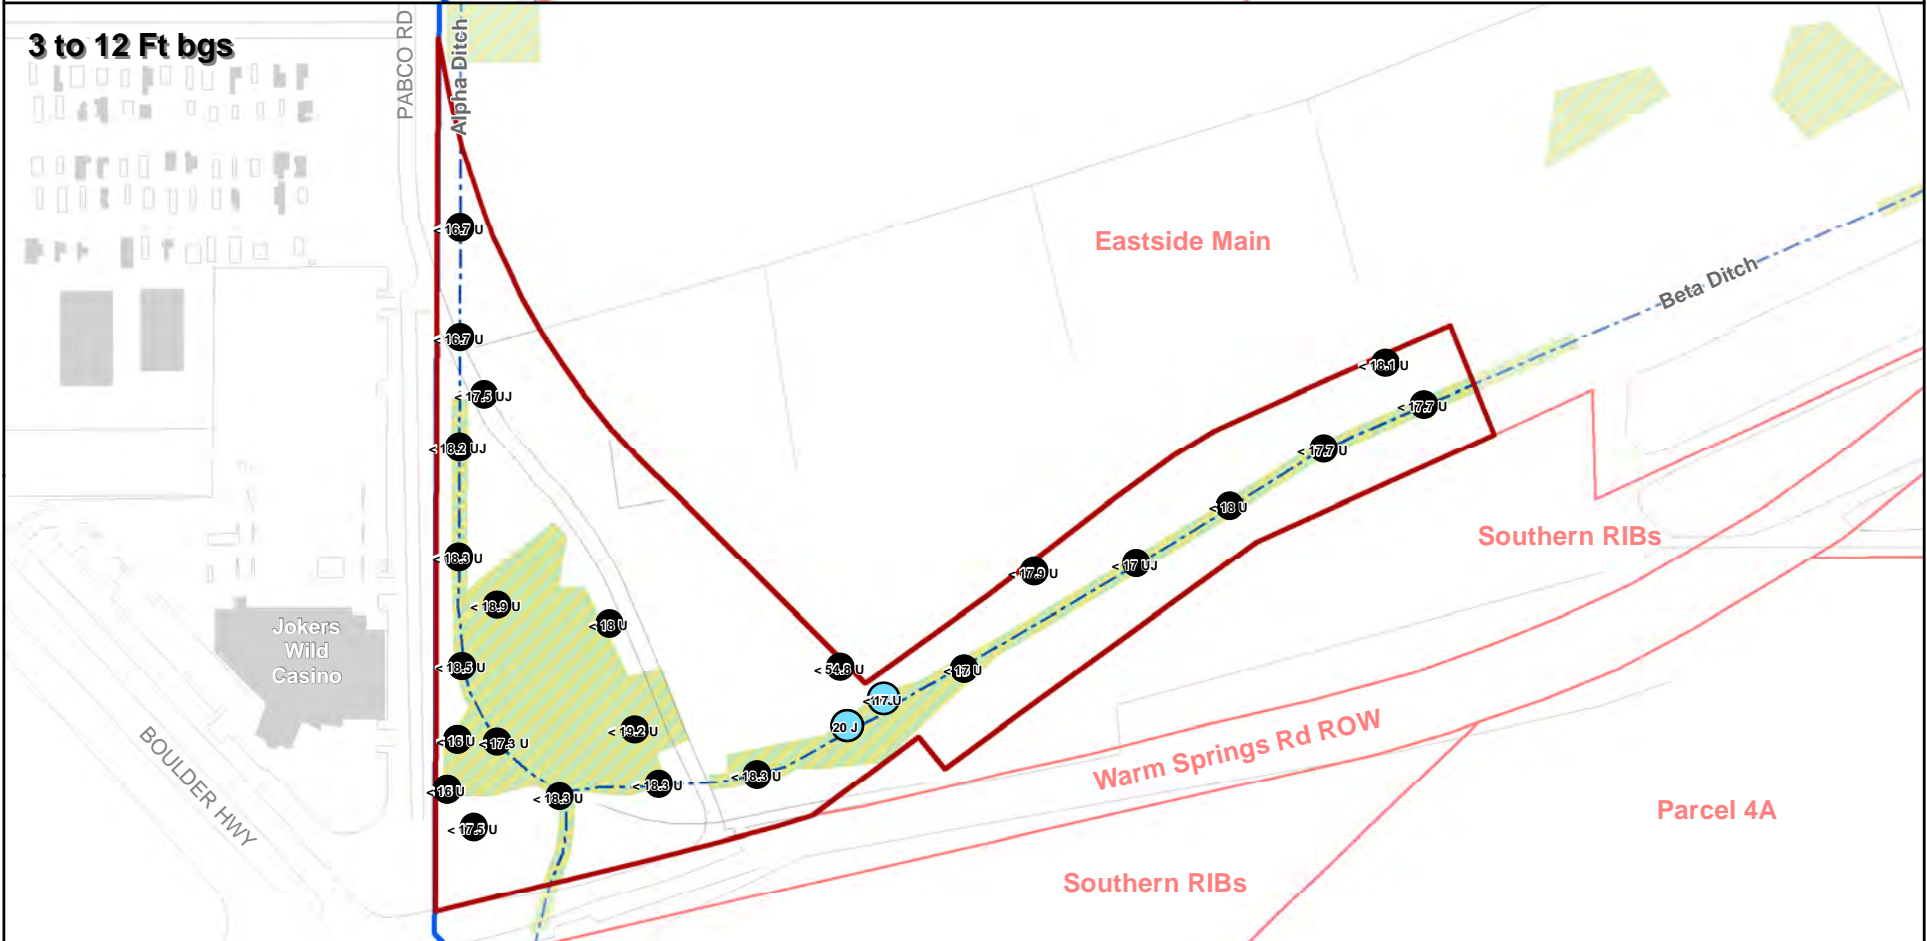 3 to 12 Ft bgs
PABCO RD
Alpha Ditch
< 16.7 U
< 16.7 U
< 17.5 UJ
< 18.2 UJ
< 18.3 U
< 18.9 U
< 18 U
< 18.5 U
< 19.2 U
< 16 U
< 17.3 U
< 16 U
< 17.5 U
< 18.3 U
< 18.3 U
< 18.3 U
20 J
< 54.8 U
< 17 U
< 17.9 U
< 17 UJ
< 18 U
< 17.7 U
< 17.7 U
< 18.1 U
Eastside Main
Beta Ditch
Southern RIBs
Jokers
Wild
Casino
BOULDER HWY
Warm Springs Rd ROW
Parcel 4A
Southern RIBs